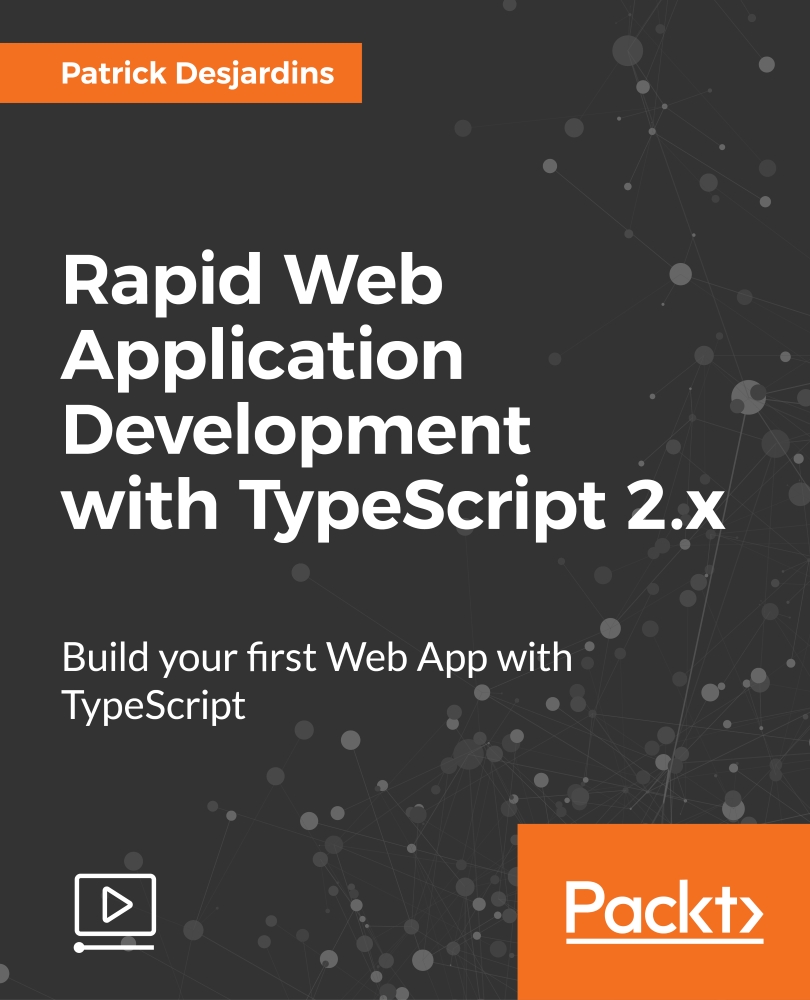 Patrick Desjardins
Rapid Web
Application
Development
with TypeScript 2.x
Build your first Web App with
TypeScript
Packt